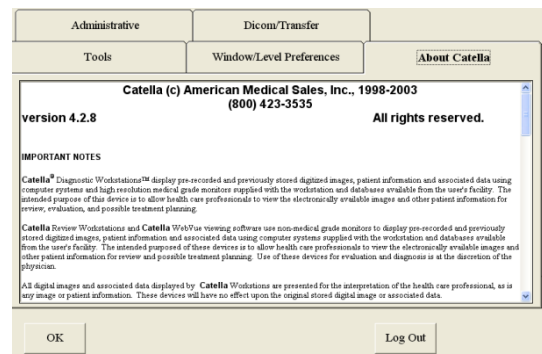 Administrative
Dicom/Transfer
Tools
Window/Level Preferences
About Catella
Catella (c) American Medical Sales, Inc., 1998-2003
(800) 423-3535
version 4.2.8
All rights reserved.
IMPORTANT NOTES
Catella® Diagnostic Workstations™ display pre-recorded and previously stored digitized images, patient information and associated data using
computer systems and high resolution medical grade monitors supplied with the workstation and databases available from the user's facility. The
intended purpose of this device is to allow health care professionals to view the electronically available images and other patient information for
review, evaluation, and possible treatment planning.
Catella Review Workstations and Catella WebVue viewing software use non-medical grade monitors to display pre-recorded and previously
stored digitized images, patient information and associated data using computer systems supplied with the workstation and databases available
from the user's facility. The intended purposed of these devices is to allow health care professionals to view the electronically available images and
other patient information for review and possible treatment planning. Use of these devices for evaluation and diagnosis is at the discretion of the
physician.
All digital images and associated data displayed by Catella Workstions are presented for the interpretation of the health care professional, as is
any image or patient information. These devices will have no effect upon the original stored digital image or associated data.
OK
Log Out